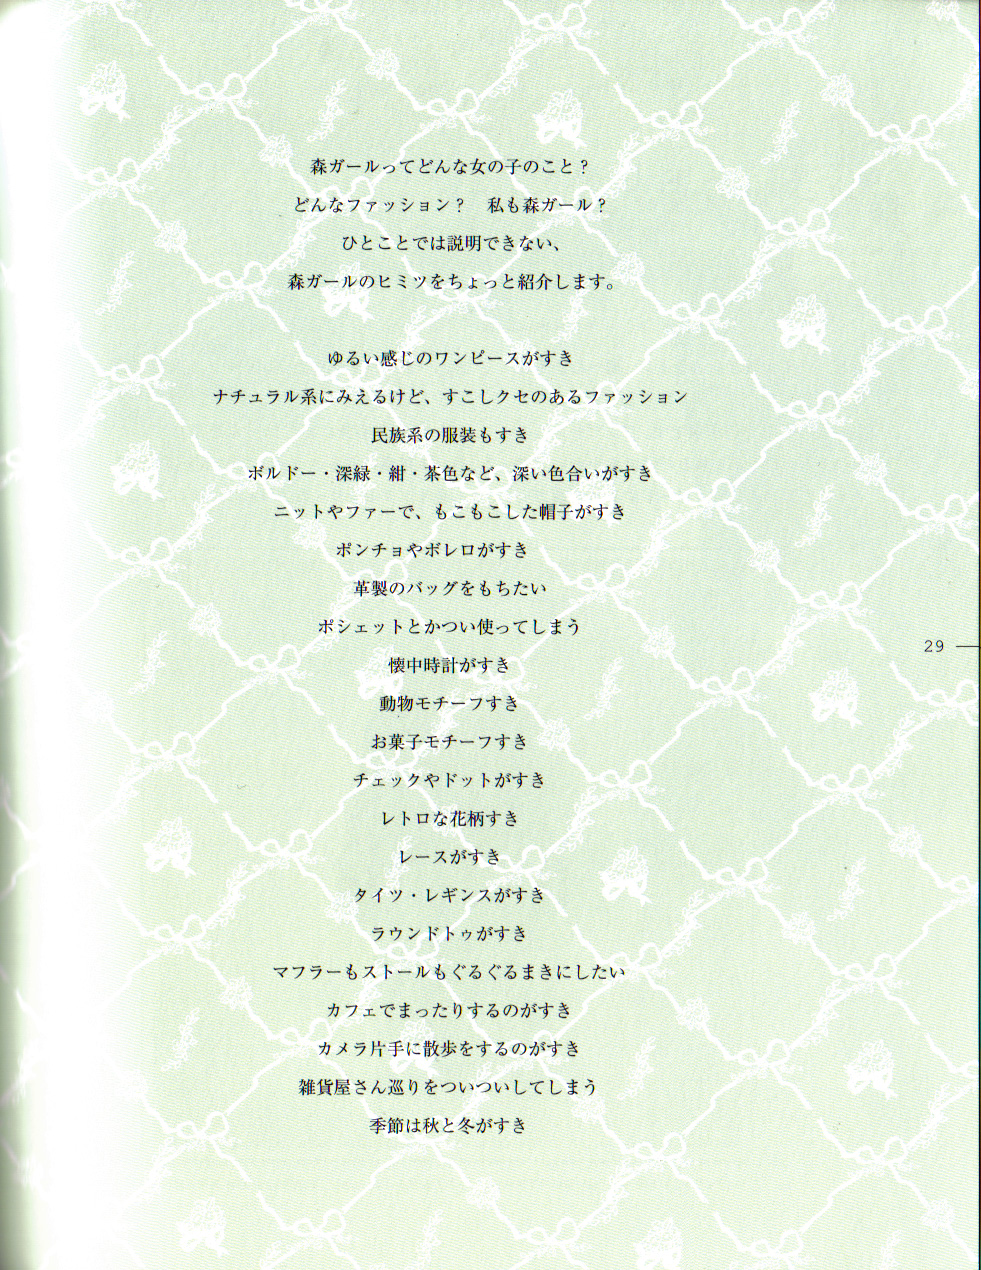 森ガールってどんな女の子のこと？
どんなファッション？　私も森ガール？
ひとことでは説明できない、
森ガールのヒミツをちょっと紹介します。
ゆるい感じのワンピースがすき
ナチュラル系にみえるけど、すこしクセのあるファッション
民族系の服装もすき
ボルドー・深緑・紺・茶色など、深い色合いがすき
ニットやファーで、もこもこした帽子がすき
ポンチョやボレロがすき
革製のバッグをもちたい
ポシェットとかつい使ってしまう
懐中時計がすき
動物モチーフすき
お菓子モチーフすき
チェックやドットがすき
レトロな花柄すき
レースがすき
タイツ・レギンスがすき
ラウンドトゥがすき
マフラーもストールもぐるぐるまきにしたい
カフェでまったりするのがすき
カメラ片手に散歩をするのがすき
雑貨屋さん巡りをついついしてしまう
季節は秋と冬がすき
29